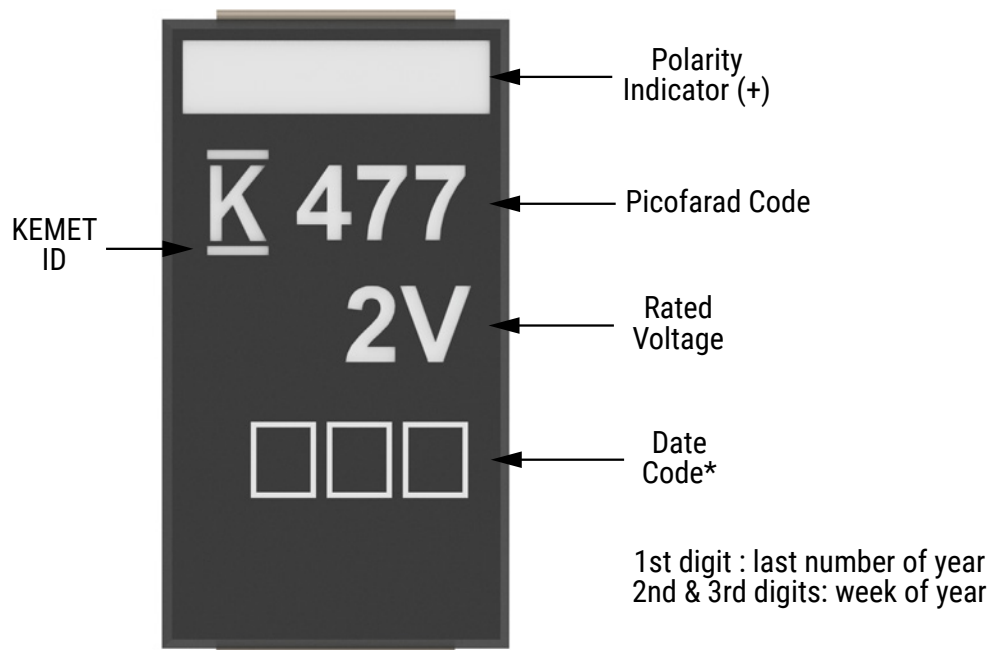 Polarity
Indicator (+)
K 477
Picofarad Code
KEMET
ID
2V
Rated
Voltage
Date
Code*
1st digit : last number of year
2nd & 3rd digits: week of year